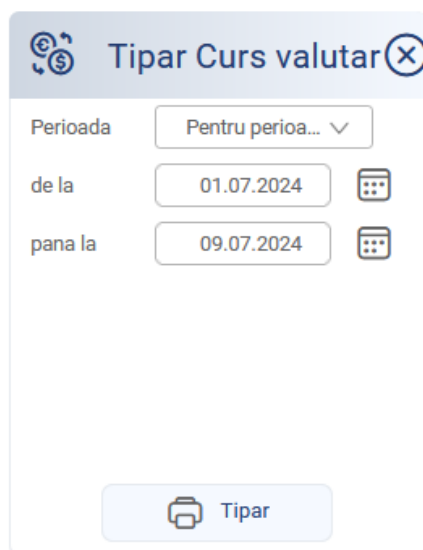 Tipar Curs valutar
Perioada Pentru perioa...
de la 01.07.2024
pana la 09.07.2024
Tipar